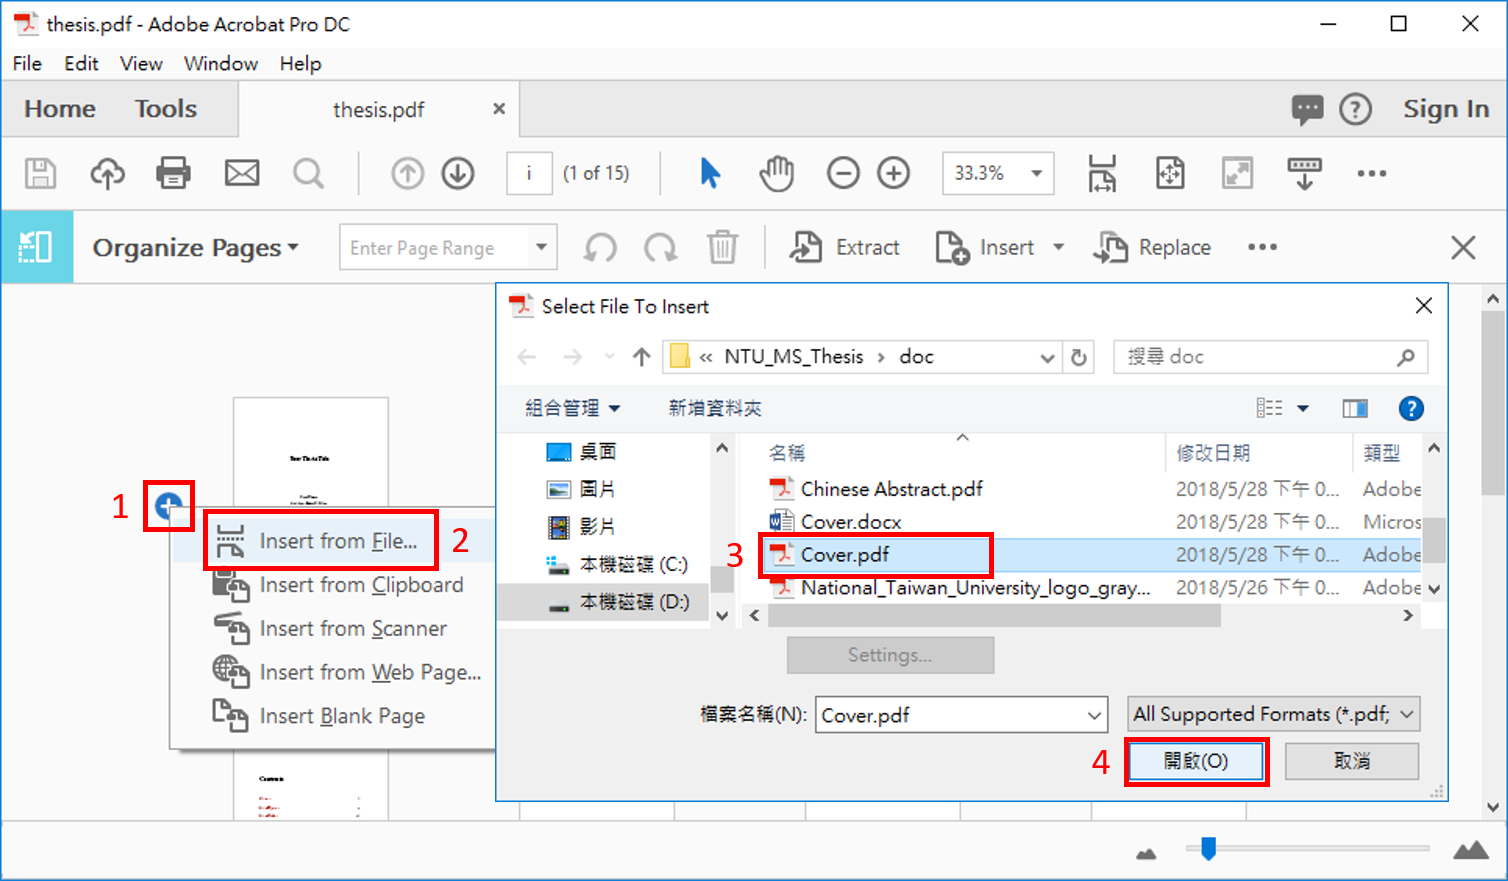 thesis.pdf - Adobe Acrobat Pro DC
File Edit View Window Help
Home Tools thesis.pdf × Sign In
i (1 of 15) 33.3%
Organize Pages Enter Page Range Extract Insert Replace
Select File To Insert
« NTU_MS_Thesis › doc 搜尋 doc
組合管理 新增資料夾
桌面
圖片
影片
本機磁碟 (C:)
本機磁碟 (D:)
名稱 修改日期 類型
Chinese Abstract.pdf 2018/5/28 下午 0... Adobe
Cover.docx 2018/5/28 下午 0... Micros
3 Cover.pdf 2018/5/28 下午 0... Adobe
National_Taiwan_University_logo_gray... 2018/5/26 下午 0... Adobe
Settings...
檔案名稱(N): Cover.pdf All Supported Formats (*.pdf;
4 開啟(O) 取消
1
Insert from File... 2
Insert from Clipboard
Insert from Scanner
Insert from Web Page...
Insert Blank Page
Contents